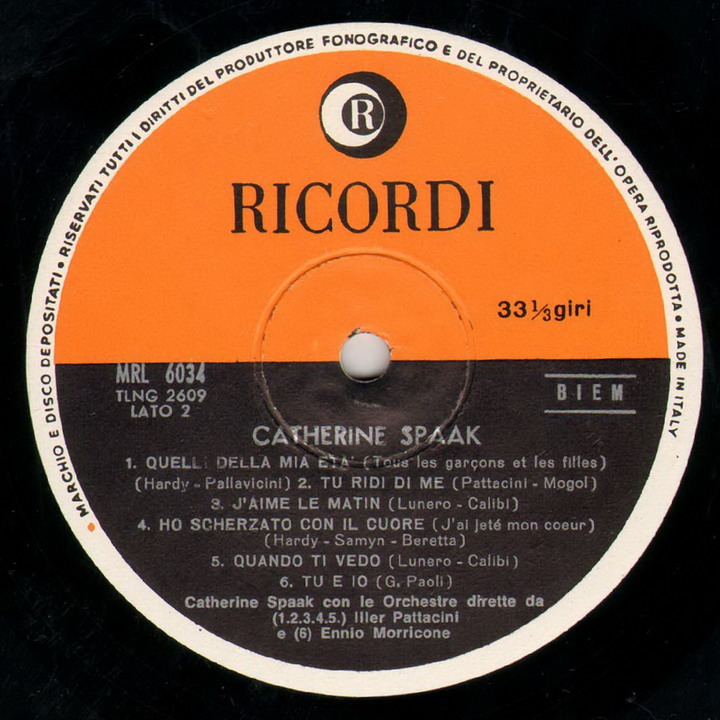 MARCHIO E DISCO DEPOSITATI • RISERVATI TUTTI I DIRITTI DEL PRODUTTORE FONOGRAFICO E DEL PROPRIETARIO DELL'OPERA RIPRODOTTA • MADE IN ITALY •
R
RICORDI
33 1/3 giri
MRL 6034
TLNG 2609
LATO 2
BIEM
CATHERINE SPAAK
1. QUELLI DELLA MIA ETA' (Tous les garçons et les filles)
(Hardy - Pallavicini) 2. TU RIDI DI ME (Pattacini - Mogol)
3. J'AIME LE MATIN (Lunero - Calibi)
4. HO SCHERZATO CON IL CUORE (J'ai jeté mon coeur)
(Hardy - Samyn - Beretta)
5. QUANDO TI VEDO (Lunero - Calibi)
6. TU E IO (G. Paoli)
Catherine Spaak con le Orchestre dirette da
(1.2.3.4.5.) Iller Pattacini
e (6) Ennio Morricone